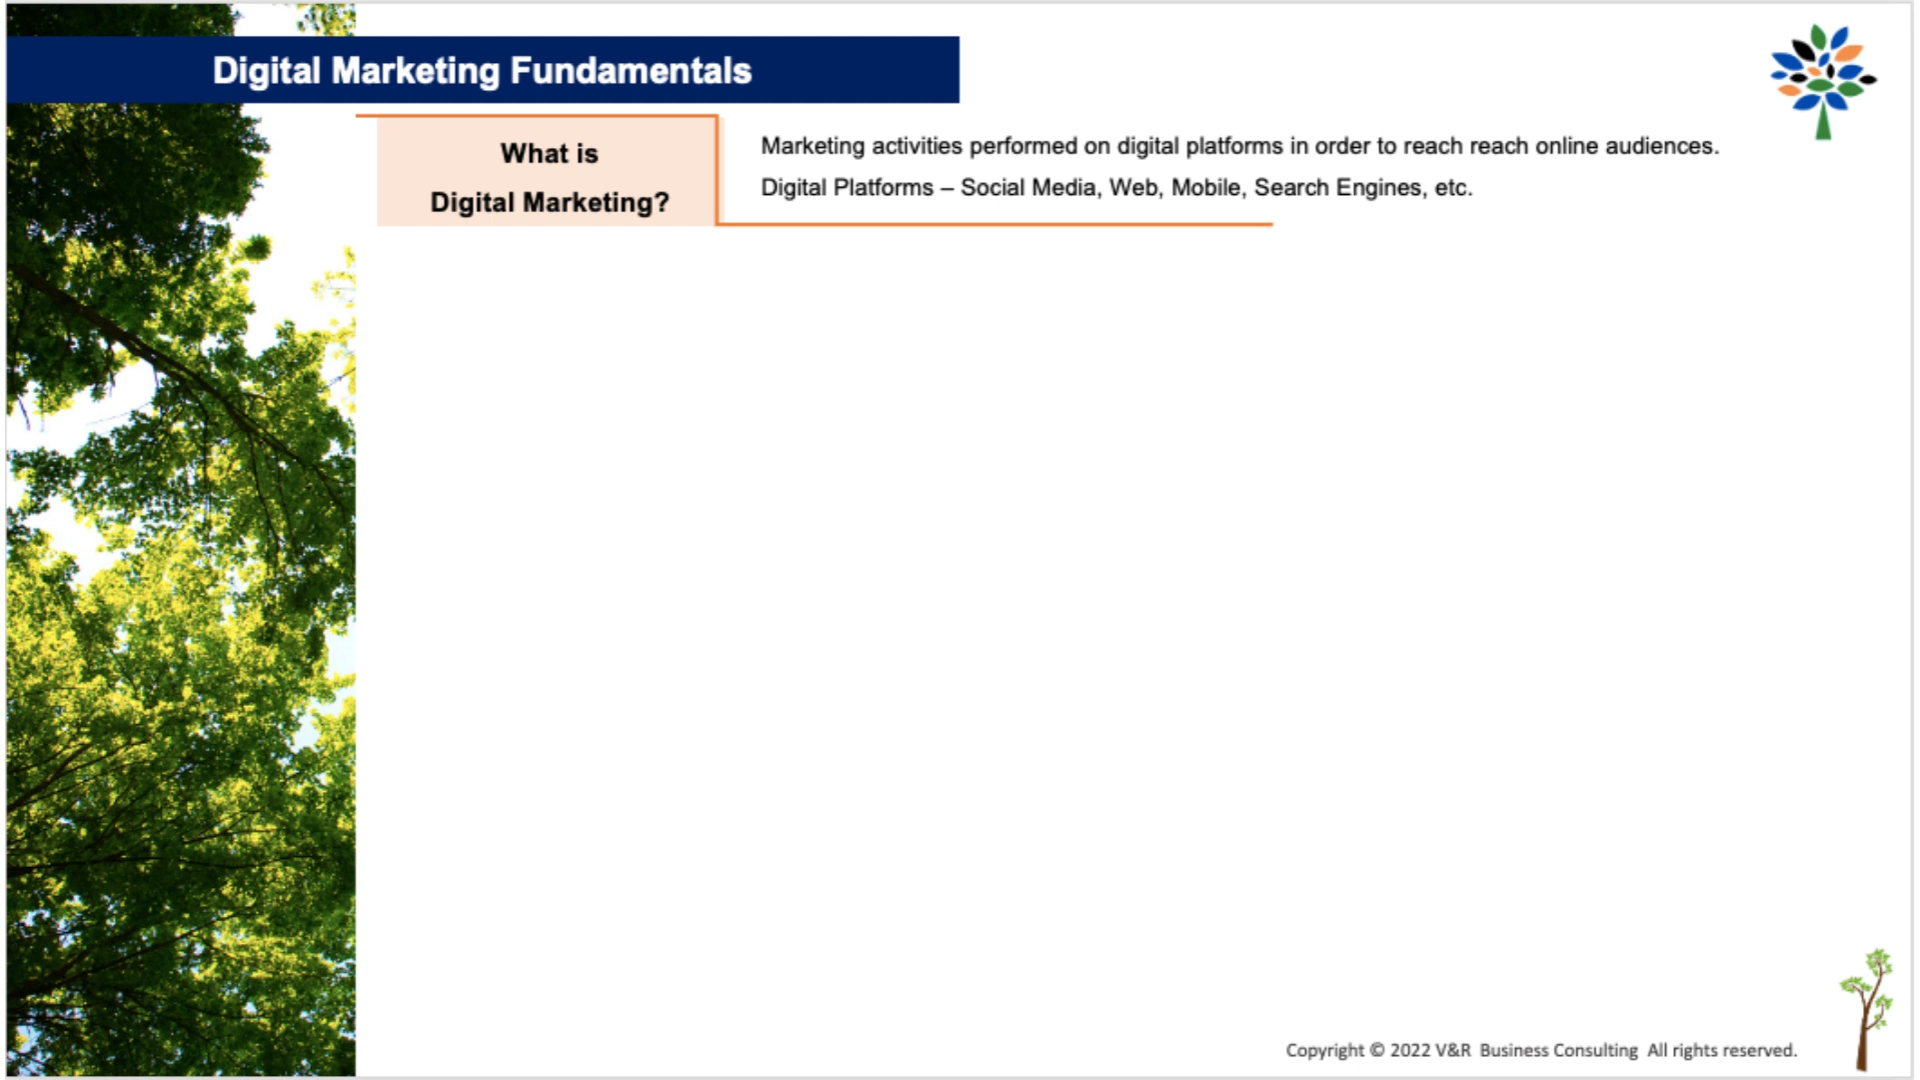 Digital Marketing Fundamentals
What is
Digital Marketing?
Marketing activities performed on digital platforms in order to reach reach online audiences.
Digital Platforms – Social Media, Web, Mobile, Search Engines, etc.
Copyright © 2022 V&R Business Consulting All rights reserved.